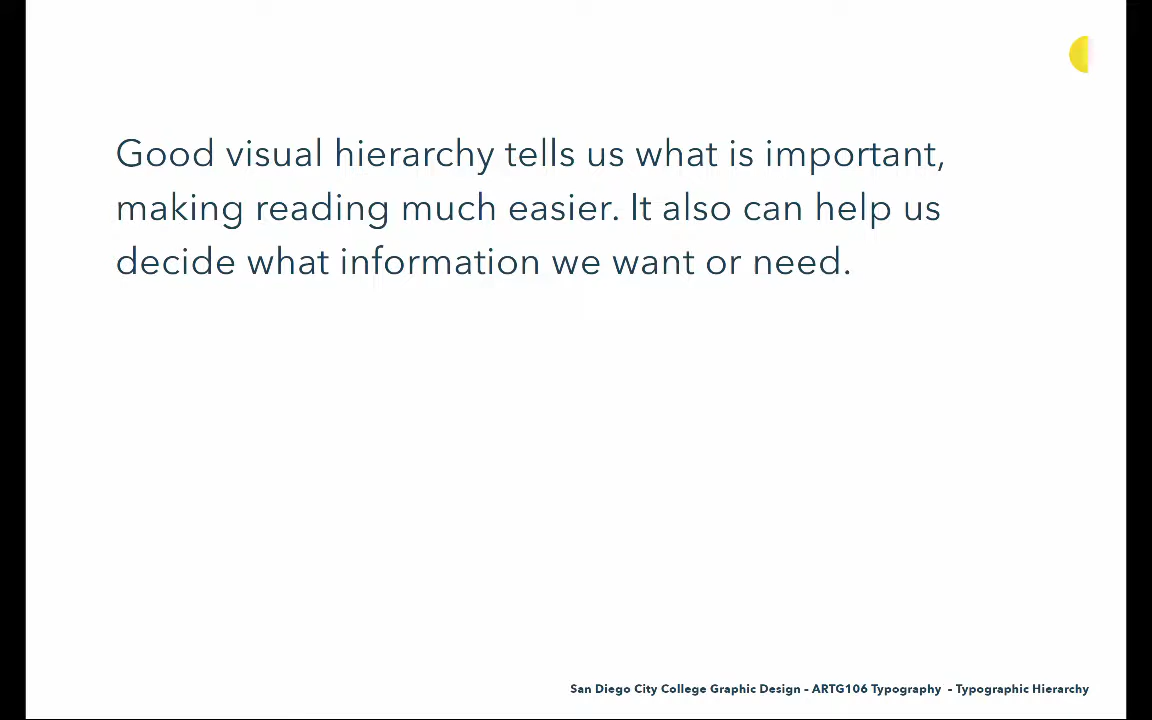 Good visual hierarchy tells us what is important,
making reading much easier. It also can help us
decide what information we want or need.
San Diego City College Graphic Design – ARTG106 Typography – Typographic Hierarchy